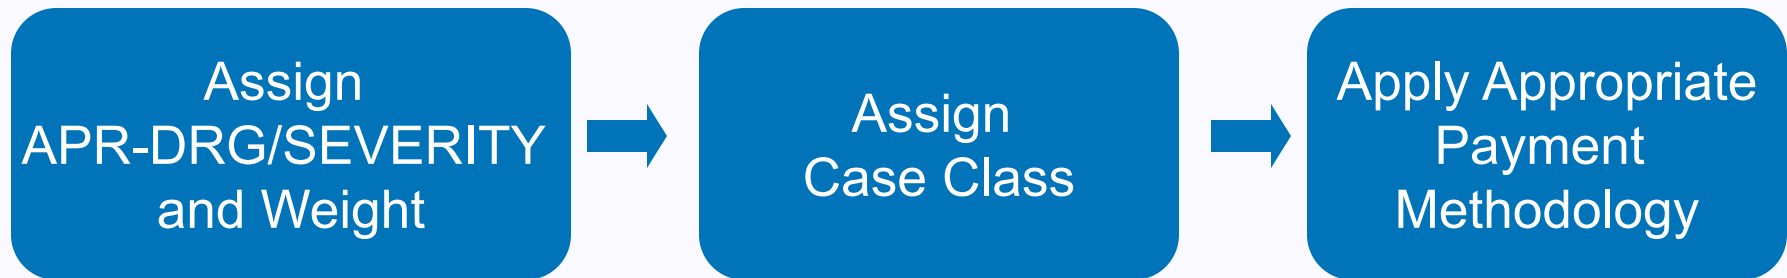 Assign
APR-DRG/SEVERITY
and Weight
Assign
Case Class
Apply Appropriate
Payment
Methodology